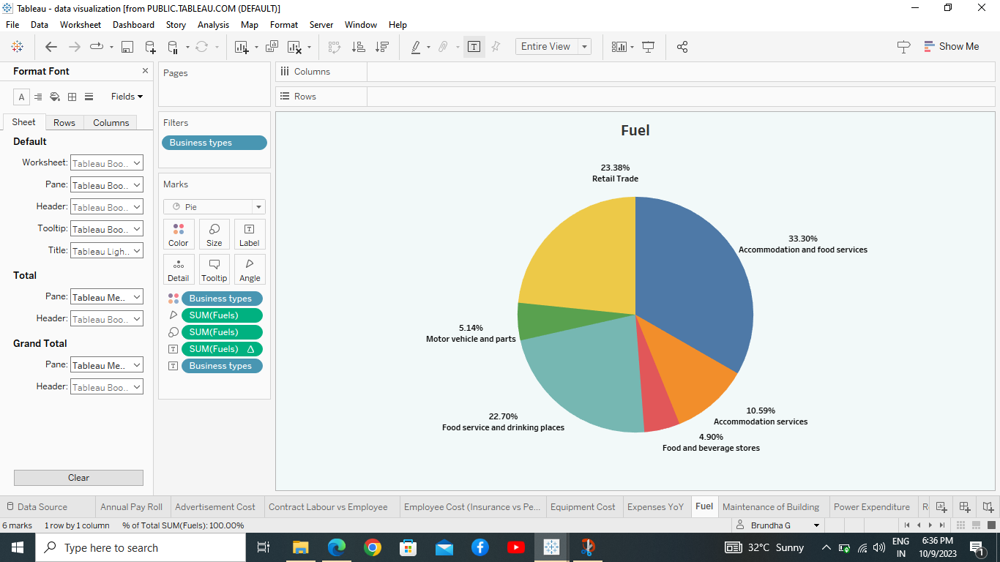 Tableau - data visualization [from PUBLIC.TABLEAU.COM (DEFAULT)]
File Data Worksheet Dashboard Story Analysis Map Format Server Window Help
Entire View
Show Me
Format Font
Fields
Sheet Rows Columns
Default
Worksheet: Tableau Boo..
Pane: Tableau Boo..
Header: Tableau Boo..
Tooltip: Tableau Boo..
Title: Tableau Ligh..
Total
Pane: Tableau Me..
Header: Tableau Boo..
Grand Total
Pane: Tableau Me..
Header: Tableau Boo..
Clear
Pages
Filters
Business types
Marks
Pie
Color Size Label
Detail Tooltip Angle
Business types
SUM(Fuels)
SUM(Fuels)
SUM(Fuels)
Business types
Columns
Rows
Fuel
23.38%
Retail Trade
33.30%
Accommodation and food services
5.14%
Motor vehicle and parts
22.70%
Food service and drinking places
10.59%
Accommodation services
4.90%
Food and beverage stores
Data Source Annual Pay Roll Advertisement Cost Contract Labour vs Employee Employee Cost (Insurance vs Pe... Equipment Cost Expenses YoY Fuel Maintenance of Building Power Expenditure
6 marks 1 row by 1 column % of Total SUM(Fuels): 100.00% Brundha G
Type here to search
32°C Sunny
ENG
IN
6:36 PM
10/9/2023
1